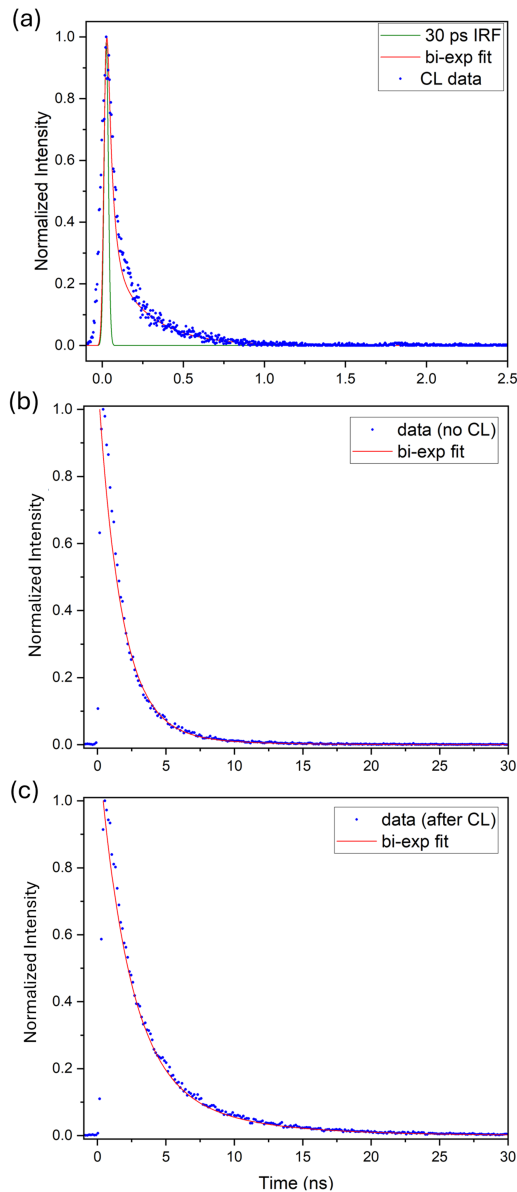 (a)
30 ps IRF
bi-exp fit
CL data
Normalized Intensity
1.0
0.8
0.6
0.4
0.2
0.0
0.0 0.5 1.0 1.5 2.0 2.5
(b)
data (no CL)
bi-exp fit
Normalized Intensity
1.0
0.8
0.6
0.4
0.2
0.0
0 5 10 15 20 25 30
(c)
data (after CL)
bi-exp fit
Normalized Intensity
1.0
0.8
0.6
0.4
0.2
0.0
0 5 10 15 20 25 30
Time (ns)